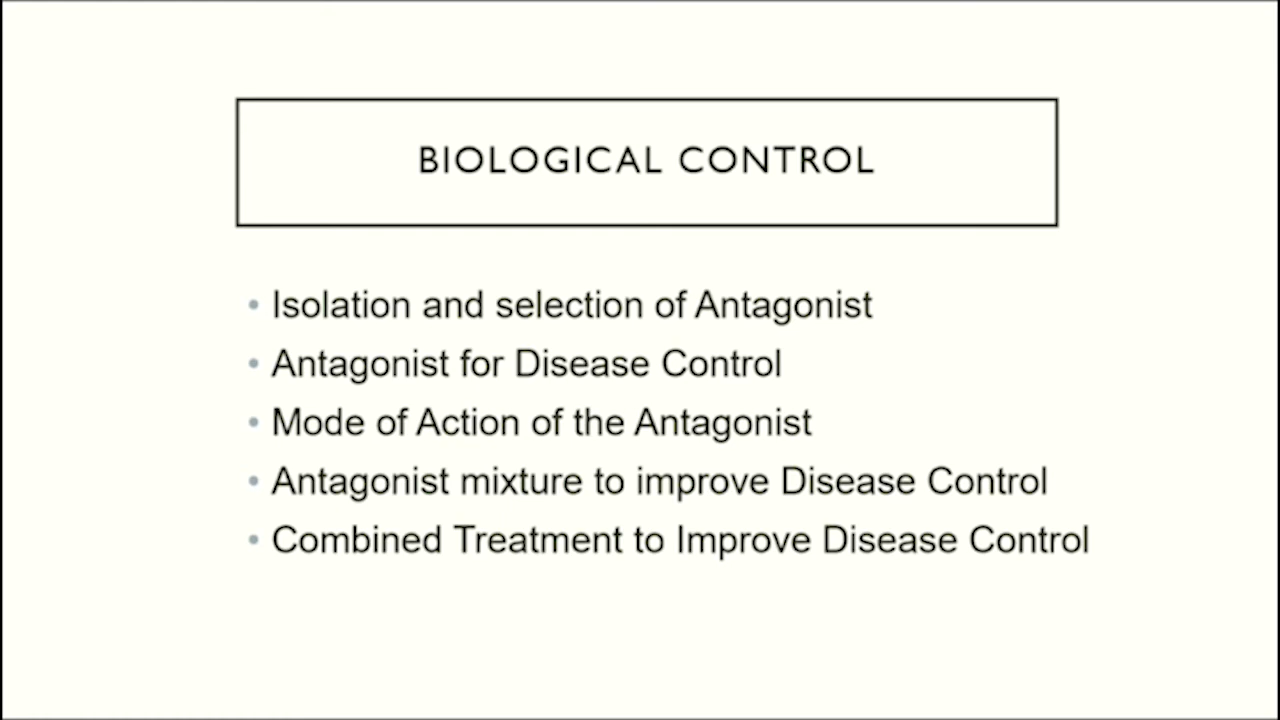 BIOLOGICAL CONTROL
• Isolation and selection of Antagonist
• Antagonist for Disease Control
• Mode of Action of the Antagonist
• Antagonist mixture to improve Disease Control
• Combined Treatment to Improve Disease Control